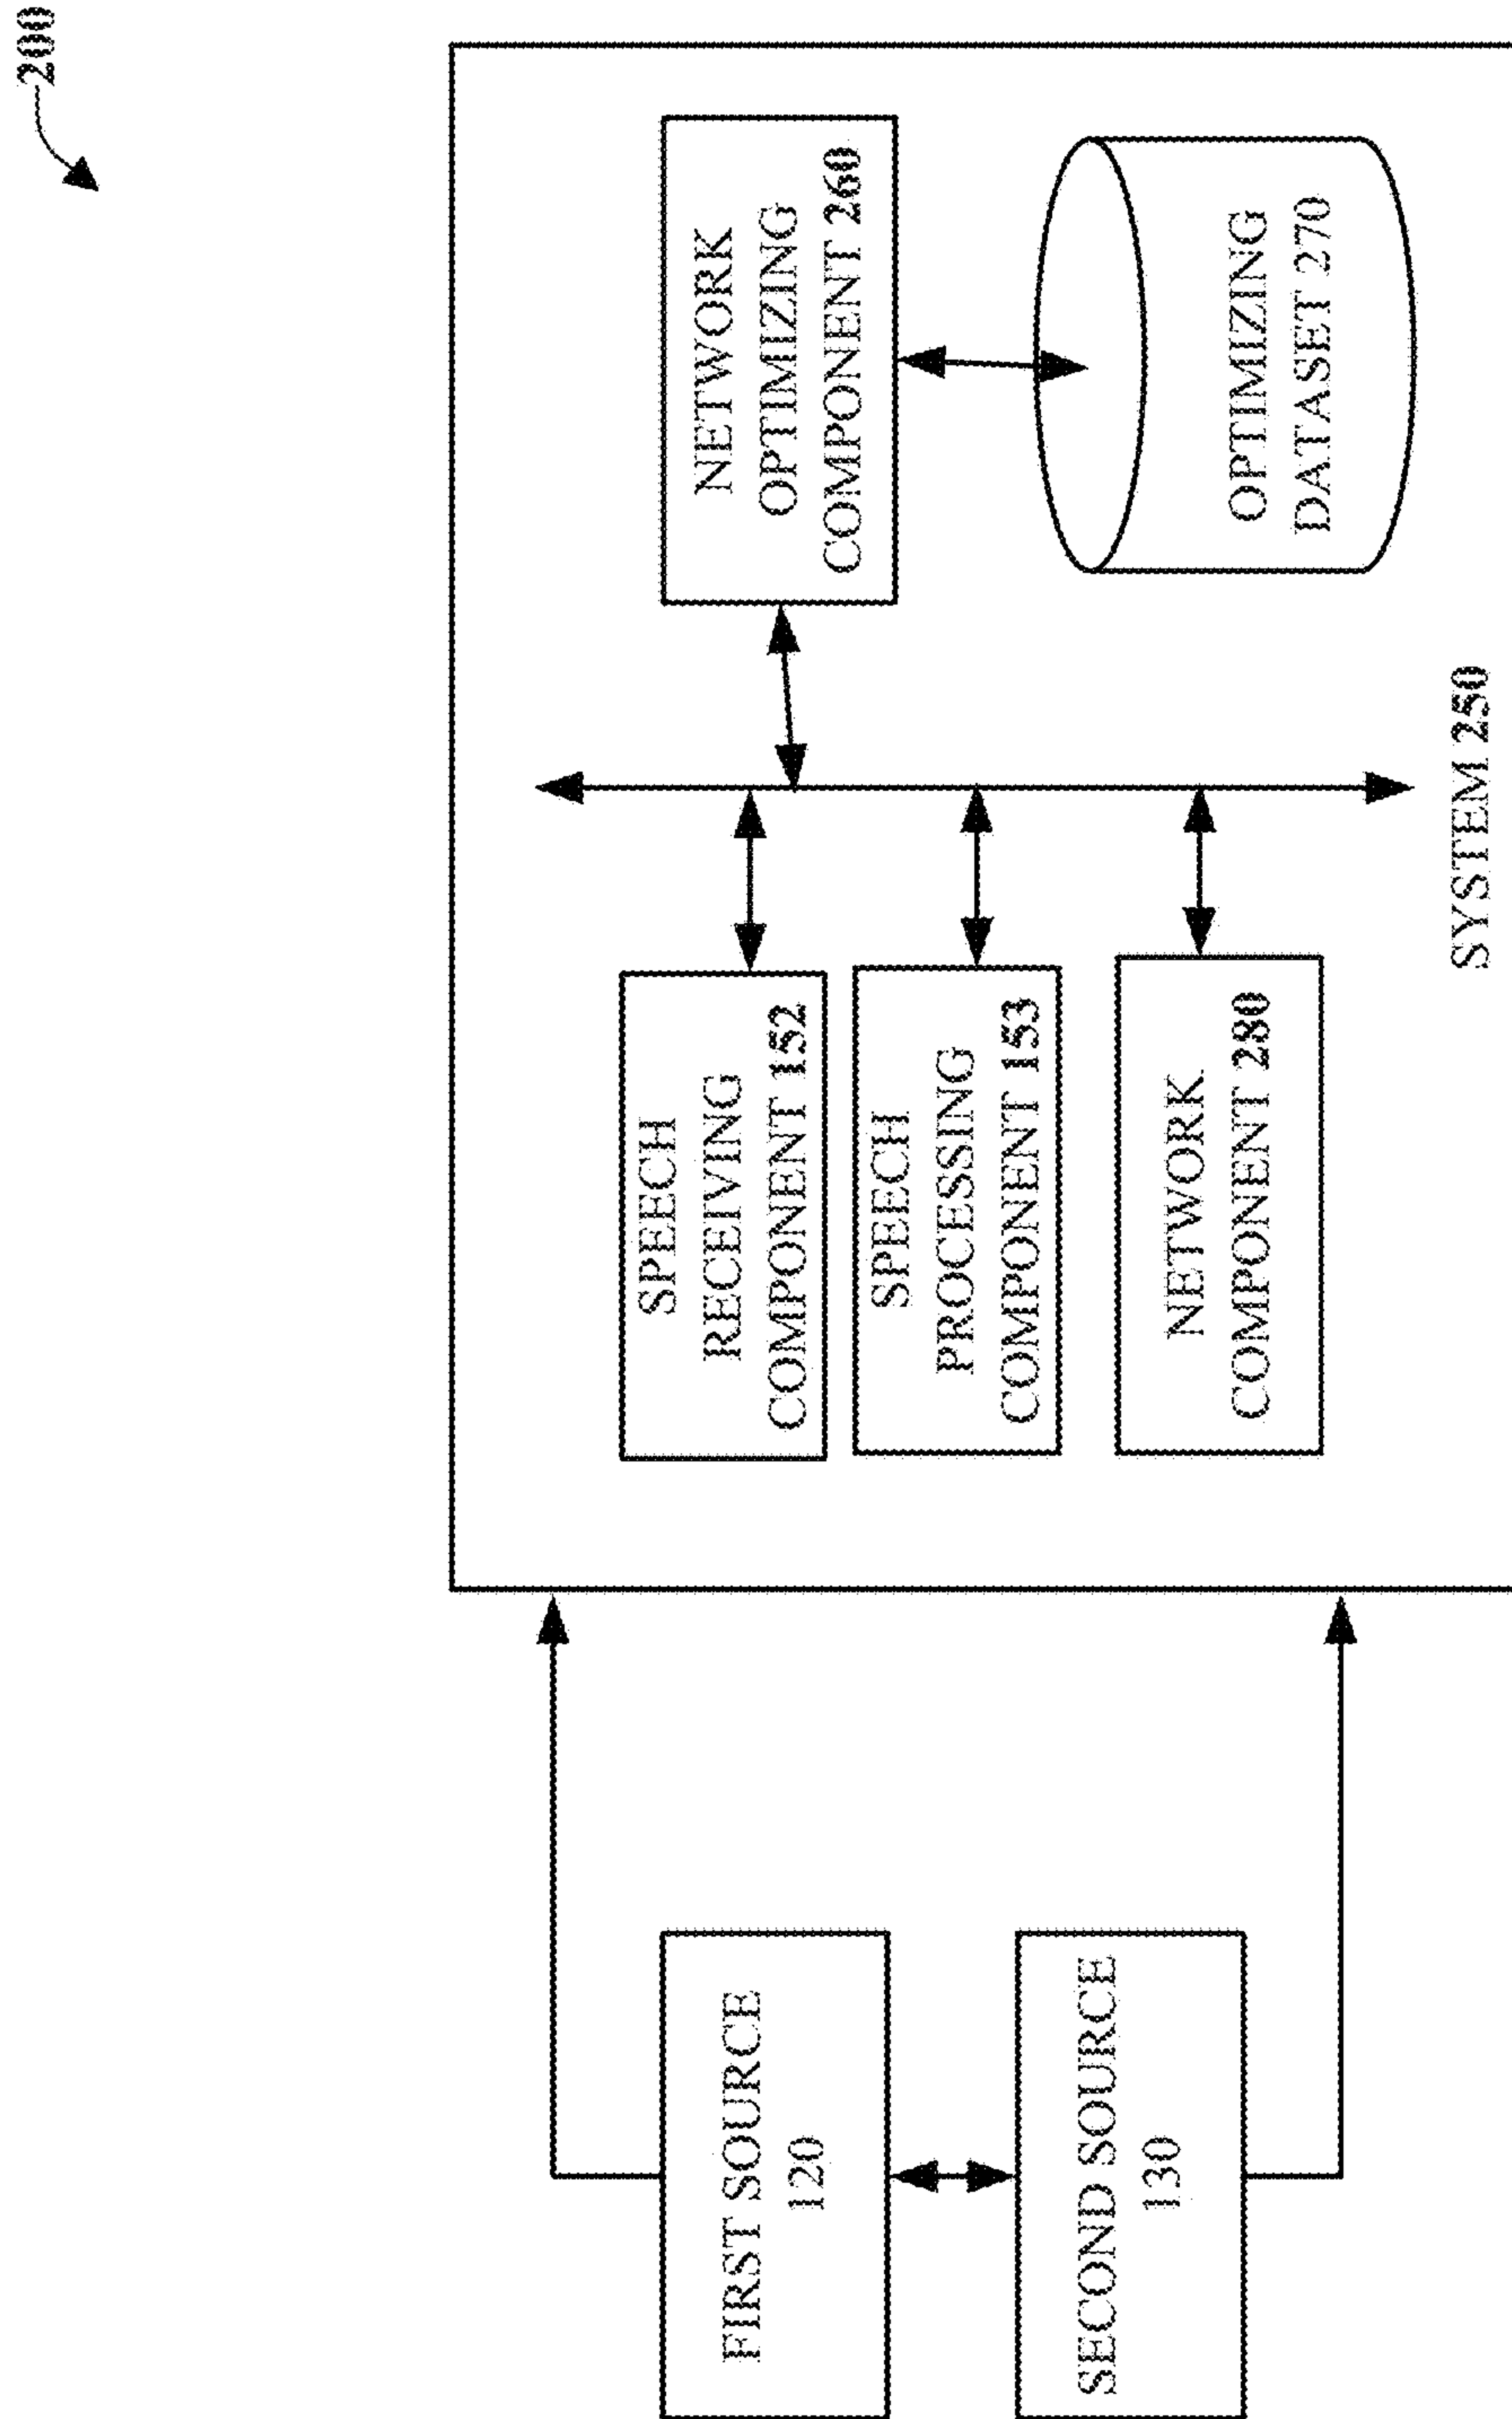 200
FIRST SOURCE
120
SECOND SOURCE
130
SPEECH
RECEIVING
COMPONENT 152
SPEECH
PROCESSING
COMPONENT 153
NETWORK
COMPONENT 280
NETWORK
OPTIMIZING
COMPONENT 260
OPTIMIZING
DATASET 270
SYSTEM 250